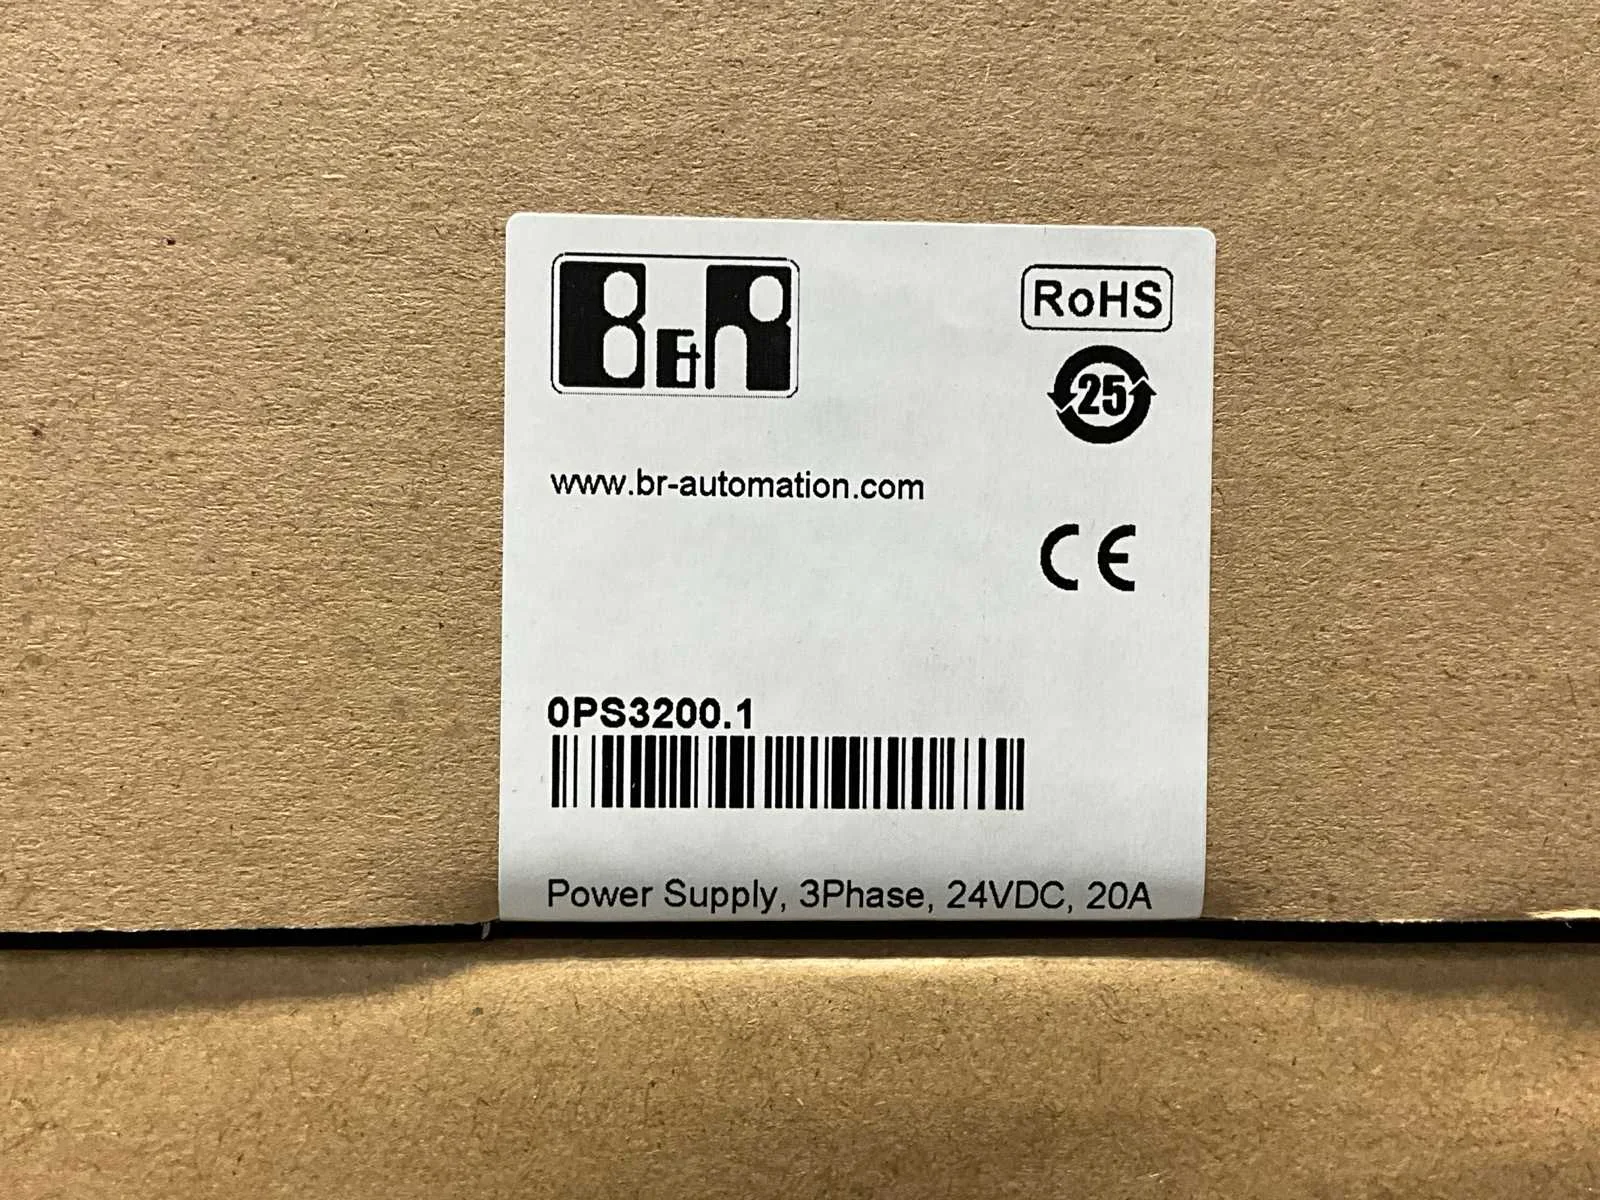 B&R
RoHS
25
www.br-automation.com
CE
0PS3200.1
Power Supply, 3Phase, 24VDC, 20A